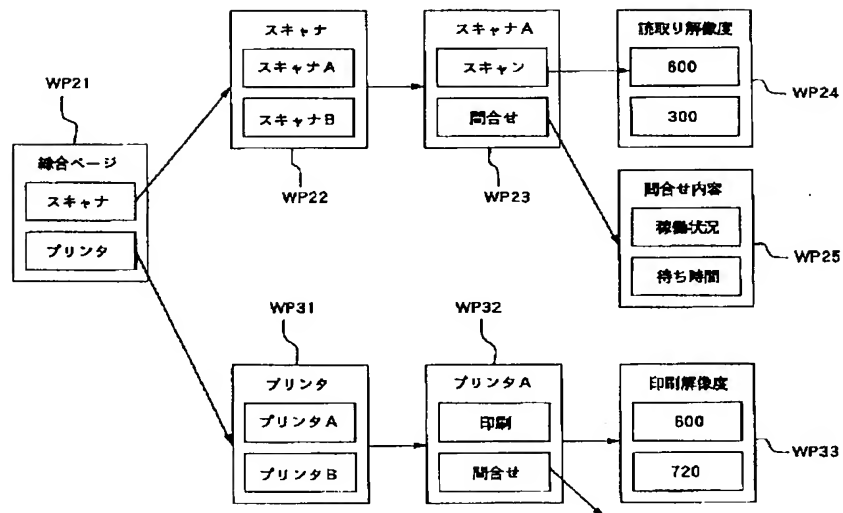 WP21
総合ページ
スキャナ
プリンタ
スキャナ
スキャナA
スキャナB
WP22
スキャナA
スキャン
問合せ
WP23
読取り解像度
600
300
WP24
問合せ内容
稼働状況
待ち時間
WP25
WP31
プリンタ
プリンタA
プリンタB
WP32
プリンタA
印刷
問合せ
印刷解像度
600
720
WP33